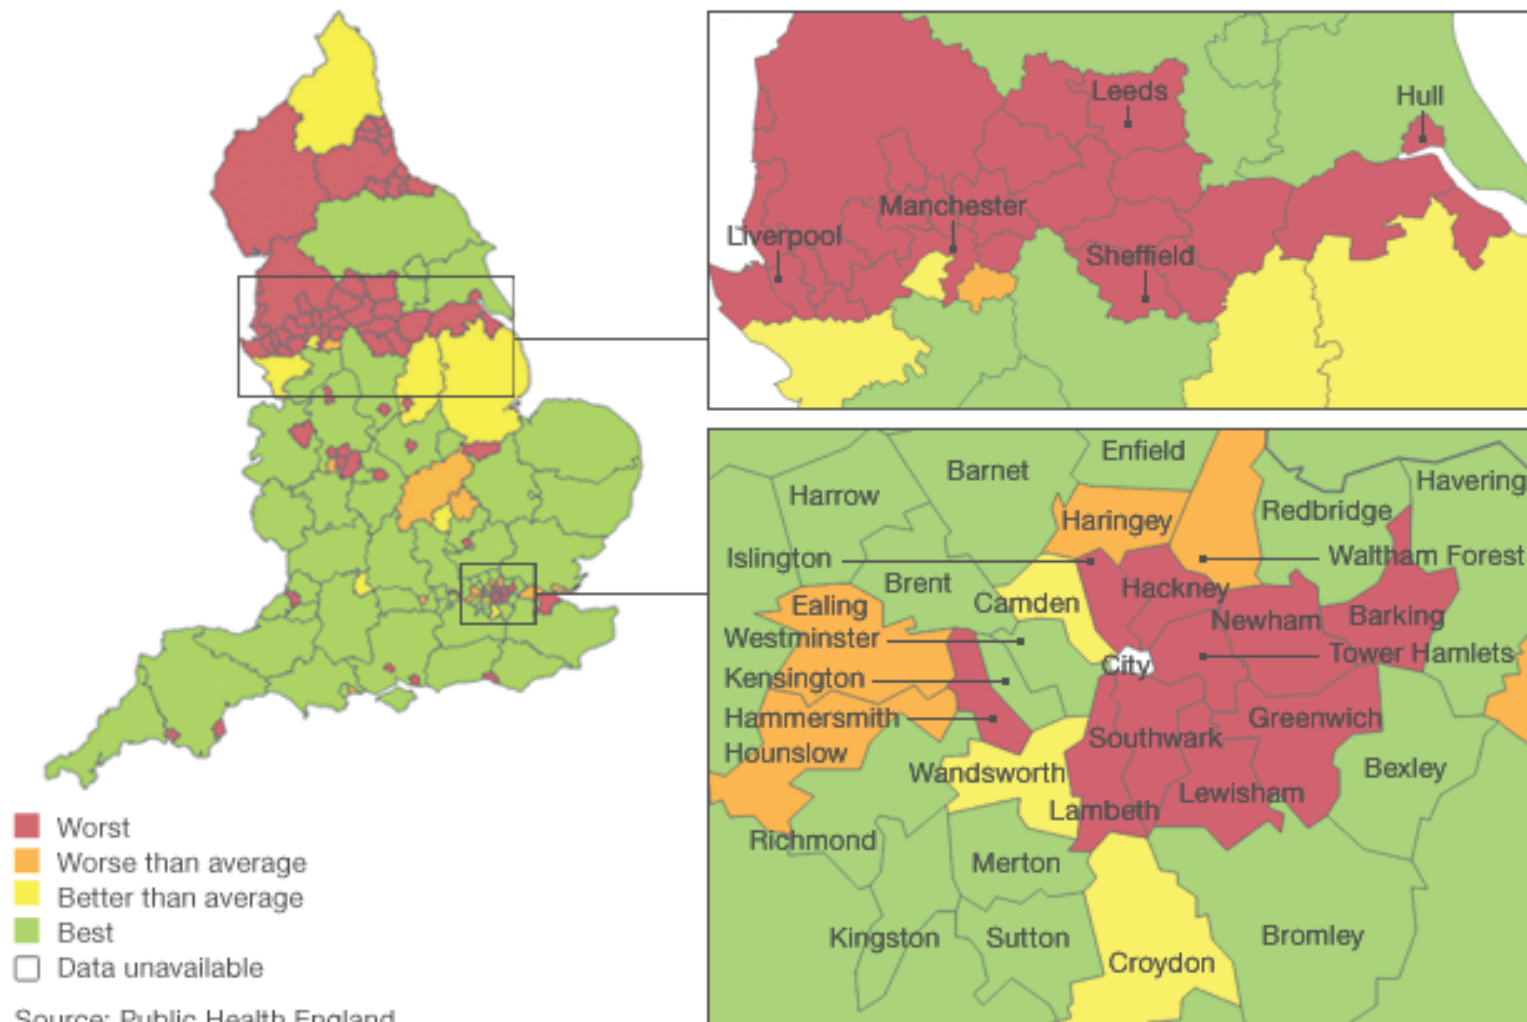 Leeds
Hull
Manchester
Liverpool
Sheffield
Enfield
Barnet
Havering
Harrow
Redbridge
Haringey
Islington
Waltham Forest
Brent
Hackney
Camden
Ealing
Newham
Barking
Westminster
Tower Hamlets
City
Kensington
Hammersmith
Greenwich
Southwark
Hounslow
Wandsworth
Bexley
Lewisham
Lambeth
Richmond
Merton
Kingston
Sutton
Bromley
Croydon
Worst
Worse than average
Better than average
Best
Data unavailable
Source: Public Health England